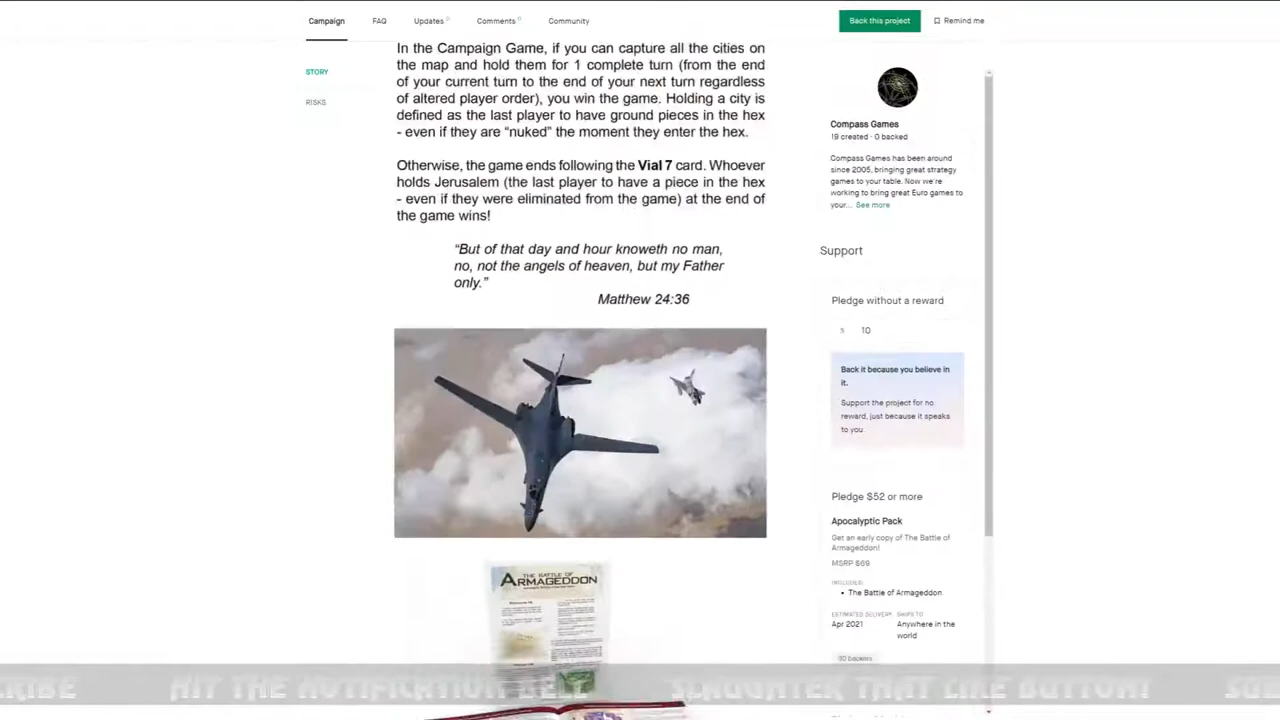 Campaign
FAQ
Updates 0
Comments 0
Community
Back this project
Remind me
STORY
RISKS
In the Campaign Game, if you can capture all the cities on
the map and hold them for 1 complete turn (from the end
of your current turn to the end of your next turn regardless
of altered player order), you win the game. Holding a city is
defined as the last player to have ground pieces in the hex
- even if they are “nuked” the moment they enter the hex.
Otherwise, the game ends following the Vial 7 card. Whoever
holds Jerusalem (the last player to have a piece in the hex
- even if they were eliminated from the game) at the end of
the game wins!
“But of that day and hour knoweth no man,
no, not the angels of heaven, but my Father
only.”
Matthew 24:36
THE BATTLE OF
ARMAGEDDON
Compass Games
19 created · 0 backed
Compass Games has been around
since 2005, bringing great strategy
games to your table. Now we're
working to bring great Euro games to
your... See more
Support
Pledge without a reward
$ 10
Back it because you believe in
it.
Support the project for no
reward, just because it speaks
to you.
Pledge $52 or more
Apocalyptic Pack
Get an early copy of The Battle of
Armageddon!
MSRP $69
INCLUDES:
• The Battle of Armageddon
ESTIMATED DELIVERY
Apr 2021
SHIPS TO
Anywhere in the
world
backers
CRIBE HIT THE NOTIFICATION BELL SLAUGHTER THAT LIKE BUTTON! SUB